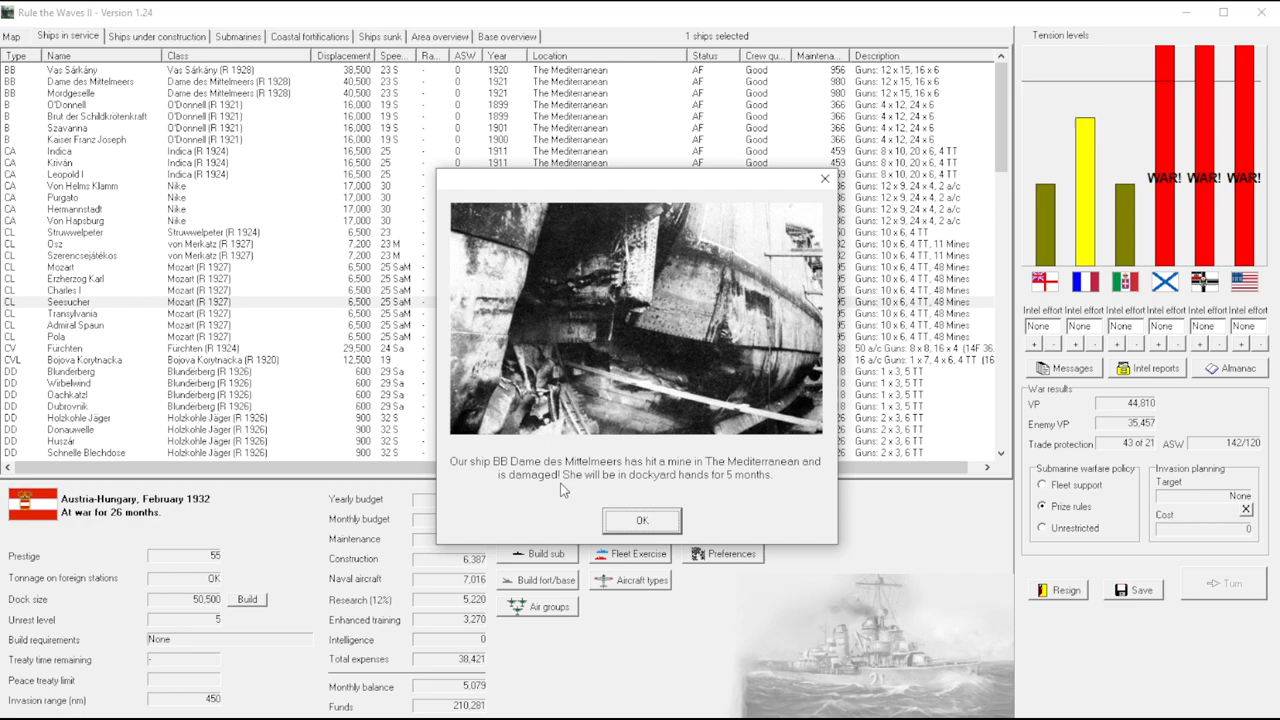 Rule the Waves II - Version 1.24
Map Ships in service Ships under construction Submarines Coastal fortifications Ships sunk Area overview Base overview 1 ships selected
Type Name Class Displacement Spee... Ra... ASW Year Location Status Crew qu... Maintena... Description
BB Vas Sárkány Vas Sárkány (R 1928) 38,500 23 S - 0 1920 The Mediterranean AF Good 956 Guns: 12 x 15, 16 x 6
BB Dame des Mittelmeers Dame des Mittelmeers (R 1928) 40,500 23 S - 0 1921 The Mediterranean AF Good 980 Guns: 12 x 15, 16 x 6
BB Mordgeselle Dame des Mittelmeers (R 1928) 40,500 23 S - 0 1921 The Mediterranean AF Good 980 Guns: 12 x 15, 16 x 6
B O'Donnell O'Donnell (R 1921) 16,000 19 S - 0 1899 The Mediterranean AF Good 366 Guns: 4 x 12, 24 x 6
B Brut der Schildkrötenkraft O'Donnell (R 1921) 16,000 19 S - 0 1899 The Mediterranean AF Good 366 Guns: 4 x 12, 24 x 6
B Szavanna O'Donnell (R 1921) 16,000 19 S - 0 1901 The Mediterranean AF Good 366 Guns: 4 x 12, 24 x 6
B Kaiser Franz Joseph O'Donnell (R 1921) 16,000 19 S - 0 1900 The Mediterranean AF Good 366 Guns: 4 x 12, 24 x 6
CA Indica Indica (R 1924) 16,500 25 - 0 1911 The Mediterranean AF Good 459 Guns: 8 x 10, 20 x 6, 4 TT
CA Kriván Indica (R 1924) 16,500 25 - 0 1911 The Mediterranean AF Good 459 Guns: 8 x 10, 20 x 6, 4 TT
CA Leopold I Indica (R 1924) 16,500 25 - Guns: 8 x 10, 20 x 6, 4 TT
CA Von Helms Klamm Nike 17,000 30 - Guns: 12 x 9, 24 x 4, 2 a/c
CA Purgato Nike 17,000 30 - Guns: 12 x 9, 24 x 4, 2 a/c
CA Hermannstadt Nike 17,000 30 - Guns: 12 x 9, 24 x 4, 2 a/c
CA Von Hapsburg Nike 17,000 30 - Guns: 12 x 9, 24 x 4, 2 a/c
CL Struwwelpeter Struwwelpeter (R 1924) 6,500 23 - Guns: 10 x 6, 4 TT
CL Ősz von Merkatz (R 1927) 7,200 23 M - Guns: 10 x 6, 4 TT, 11 Mines
CL Szerencsejátékos von Merkatz (R 1927) 7,200 23 M - Guns: 10 x 6, 4 TT, 11 Mines
CL Mozart Mozart (R 1927) 6,500 25 SaM - Guns: 10 x 6, 4 TT, 48 Mines
CL Erzherzog Karl Mozart (R 1927) 6,500 25 SaM - Guns: 10 x 6, 4 TT, 48 Mines
CL Charles I Mozart (R 1927) 6,500 25 SaM - Guns: 10 x 6, 4 TT, 48 Mines
CL Seesucher Mozart (R 1927) 6,500 25 SaM - Guns: 10 x 6, 4 TT, 48 Mines
CL Transylvania Mozart (R 1927) 6,500 25 SaM - Guns: 10 x 6, 4 TT, 48 Mines
CL Admiral Spaun Mozart (R 1927) 6,500 25 SaM - Guns: 10 x 6, 4 TT, 48 Mines
CL Pola Mozart (R 1927) 6,500 25 SaM - Guns: 10 x 6, 4 TT, 48 Mines
CV Fürchten Fürchten (R 1924) 29,500 24 Sa - 50 a/c Guns: 8 x 8, 16 x 4 (14F 36
CVL Bojova Korytnacka Bojova Korytnacka (R 1920) 12,500 19 - 16 a/c Guns: 1 x 7, 4 x 6, 4 TT (16
DD Blunderberg Blunderberg (R 1926) 900 29 Sa - Guns: 1 x 3, 5 TT
DD Wirbelwind Blunderberg (R 1926) 900 29 Sa - Guns: 1 x 3, 5 TT
DD Dachkatzl Blunderberg (R 1926) 900 29 Sa - Guns: 1 x 3, 5 TT
DD Dubrovnik Blunderberg (R 1926) 900 29 Sa - Guns: 1 x 3, 5 TT
DD Holzkohle Jäger Holzkohle Jäger (R 1926) 900 32 S - Guns: 2 x 3, 6 TT
DD Donauwelle Holzkohle Jäger (R 1926) 900 32 S - Guns: 2 x 3, 6 TT
DD Huszár Holzkohle Jäger (R 1926) 900 32 S - Guns: 2 x 3, 6 TT
DD Schnelle Blechdose Holzkohle Jäger (R 1926) 900 32 S - Guns: 2 x 3, 6 TT
Our ship BB Dame des Mittelmeers has hit a mine in The Mediterranean and
is damaged! She will be in dockyard hands for 5 months.
OK
Austria-Hungary, February 1932
At war for 26 months.
Prestige 55
Tonnage on foreign stations OK
Dock size 50,500 Build
Unrest level 5
Build requirements None
Treaty time remaining -
Peace treaty limit
Invasion range (nm) 450
Yearly budget
Monthly budget
Maintenance
Construction 6,387
Naval aircraft 7,016
Research (12%) 5,220
Enhanced training 3,270
Intelligence 0
Total expenses 38,421
Monthly balance 5,079
Funds 210,281
Build sub Fleet Exercise Preferences
Build fort/base Aircraft types
Air groups
Tension levels
WAR! WAR! WAR!
Intel effort Intel effort Intel effort Intel effort Intel effort Intel effort
None None None None None None
+ - + - + - + - + - + -
Messages Intel reports Almanac
War results
VP 44,810
Enemy VP 35,457
Trade protection 43 of 21 ASW 142/120
Submarine warfare policy
Fleet support
Prize rules
Unrestricted
Invasion planning
Target
None
Cost X
0
Resign Save Turn